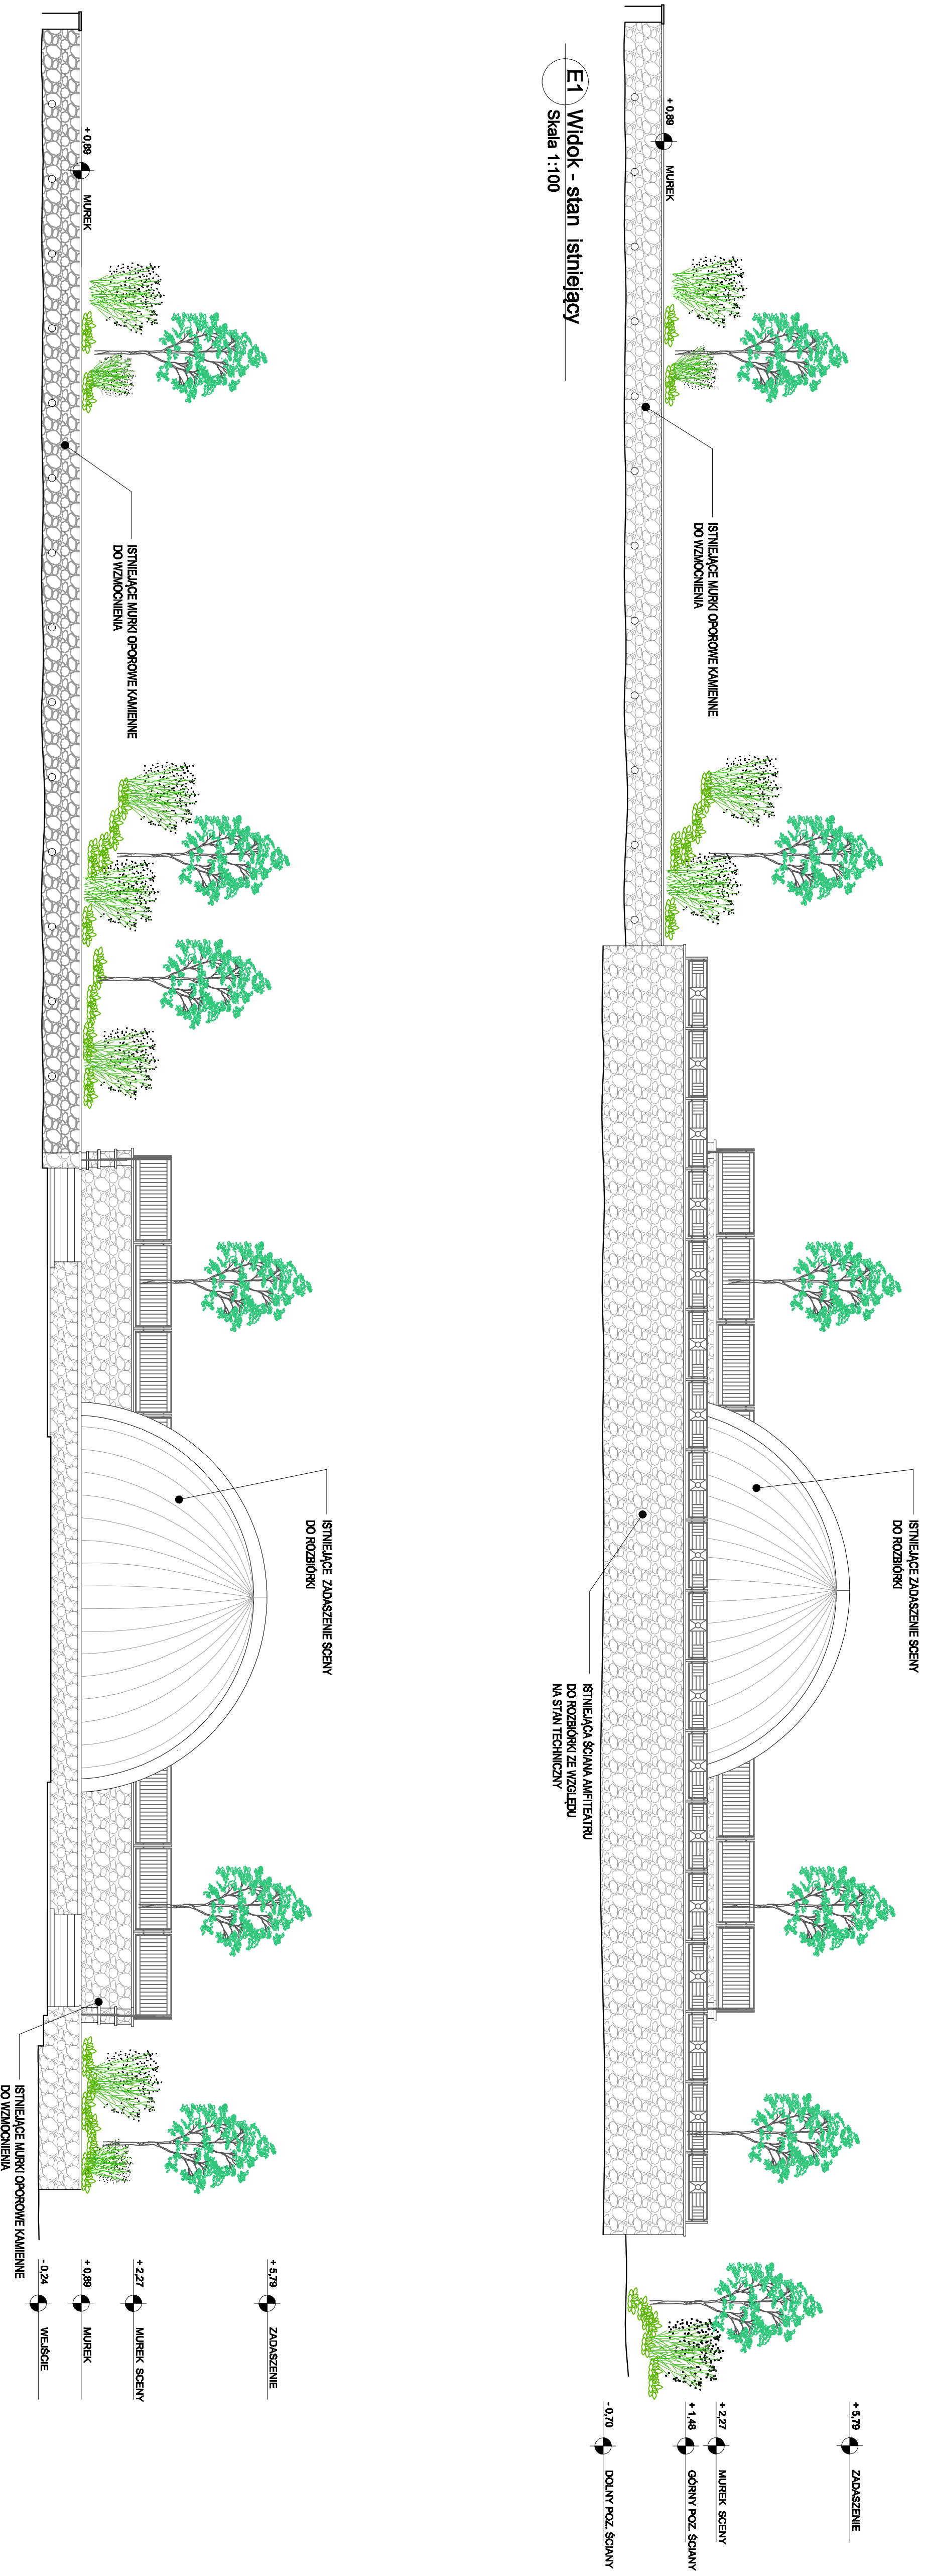 + 0,89
MUREK
ISTNIEJĄCE MURKI OPOROWE KAMIENNE
DO WZMOCNIENIA
ISTNIEJĄCE ZADASZENIE SCENY
DO ROZBIÓRKI
ISTNIEJĄCA ŚCIANA AMFITEATRU
DO ROZBIÓRKI ZE WZGLĘDU
NA STAN TECHNICZNY
+ 5,79
ZADASZENIE
+ 2,27
MUREK SCENY
+ 1,48
GÓRNY POZ. ŚCIANY
- 0,70
DOLNY POZ. ŚCIANY
E1
Widok - stan istniejący
Skala 1:100
+ 0,89
MUREK
ISTNIEJĄCE MURKI OPOROWE KAMIENNE
DO WZMOCNIENIA
ISTNIEJĄCE ZADASZENIE SCENY
DO ROZBIÓRKI
ISTNIEJĄCE MURKI OPOROWE KAMIENNE
DO WZMOCNIENIA
+ 5,79
ZADASZENIE
+ 2,27
MUREK SCENY
+ 0,89
MUREK
- 0,24
WEJŚCIE